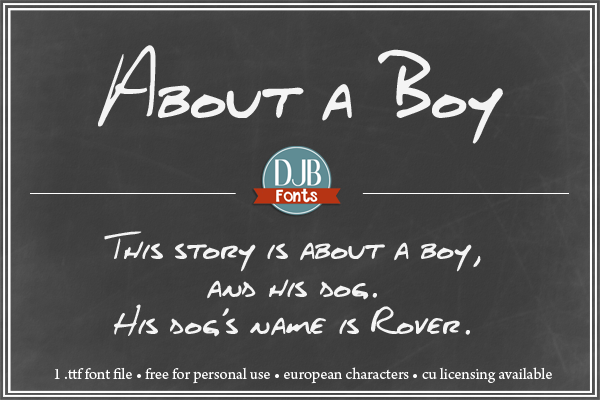 About a Boy
DJB
Fonts
This story is about a boy,
and his dog.
His dog's name is Rover.
1 .ttf font file • free for personal use • european characters • cu licensing available